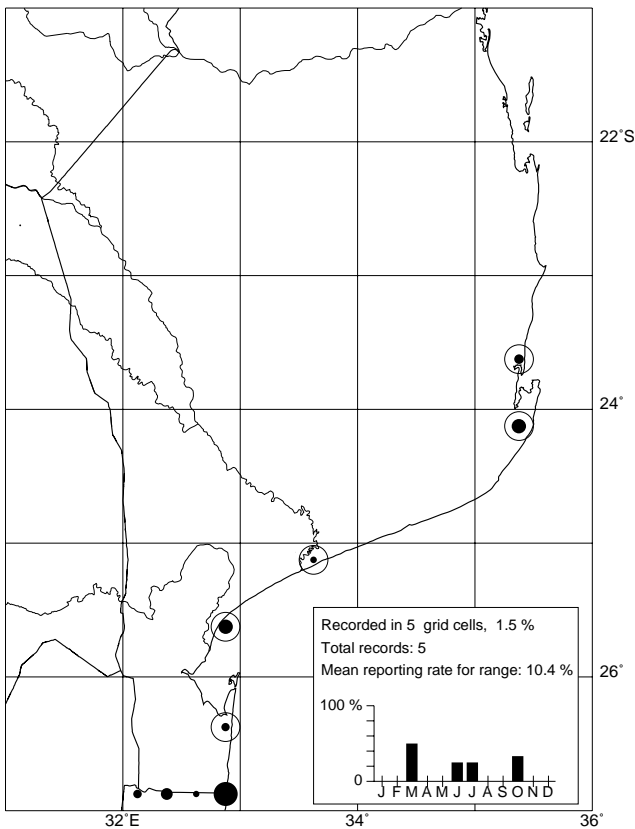 22˚S
24˚
Recorded in 5 grid cells, 1.5 %
Total records: 5
Mean reporting rate for range: 10.4 %
26˚
100 %
0
J F M A M J J A S O N D
32˚E
34˚
36˚